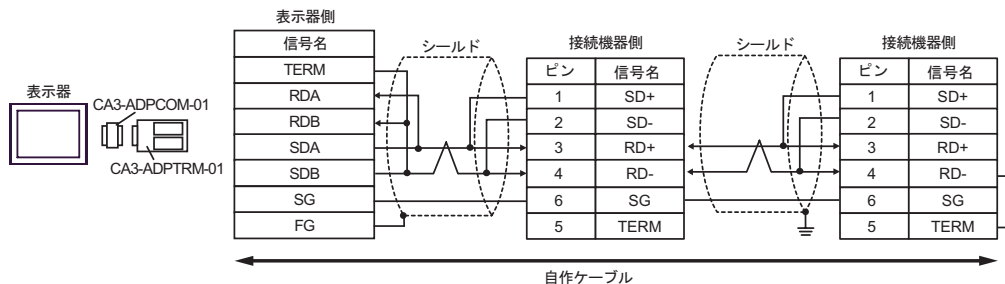 表示器
CA3-ADPCOM-01
CA3-ADPTRM-01
表示器側
信号名
TERM
RDA
RDB
SDA
SDB
SG
FG
シールド
接続機器側
ピン 信号名
1 SD+
2 SD-
3 RD+
4 RD-
6 SG
5 TERM
シールド
接続機器側
ピン 信号名
1 SD+
2 SD-
3 RD+
4 RD-
6 SG
5 TERM
自作ケーブル